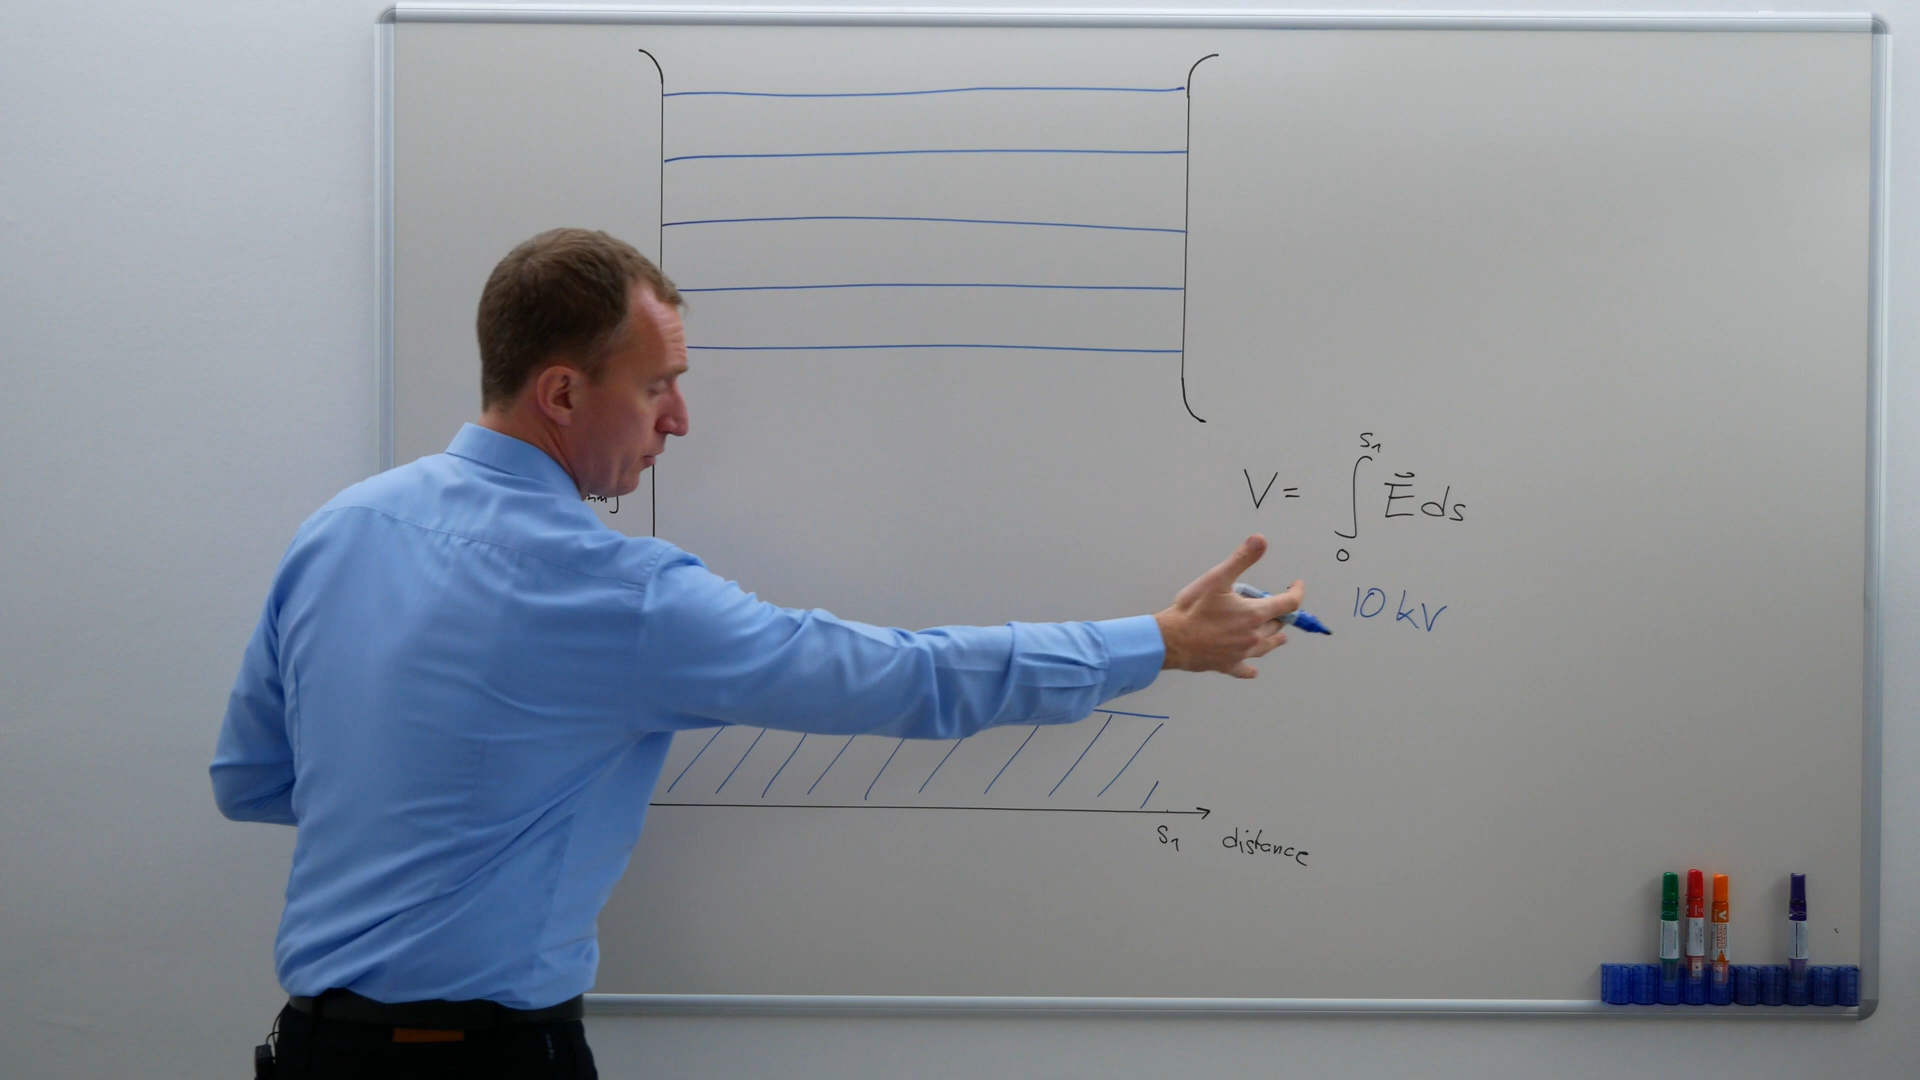 s₁
V = ∫ E⃗ ds
0
10 kV
s₁ distance